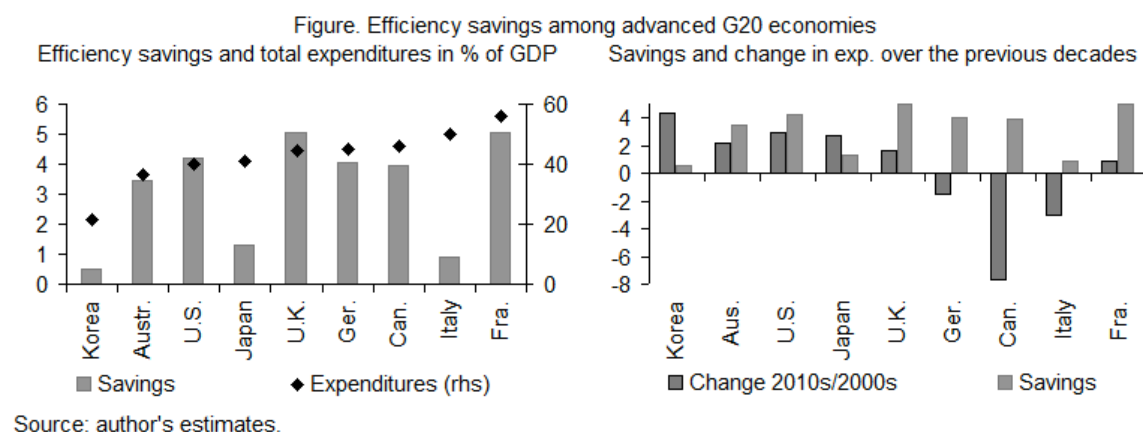 Figure. Efficiency savings among advanced G20 economies
Efficiency savings and total expenditures in % of GDP
6
5
4
3
2
1
0
60
40
20
0
Korea
Austr.
U.S.
Japan
U.K.
Ger.
Can.
Italy
Fra.
Savings
Expenditures (rhs)
Savings and change in exp. over the previous decades
4
2
0
-2
-4
-6
-8
Korea
Aus.
U.S.
Japan
U.K.
Ger.
Can.
Italy
Fra.
Change 2010s/2000s
Savings
Source: author's estimates.